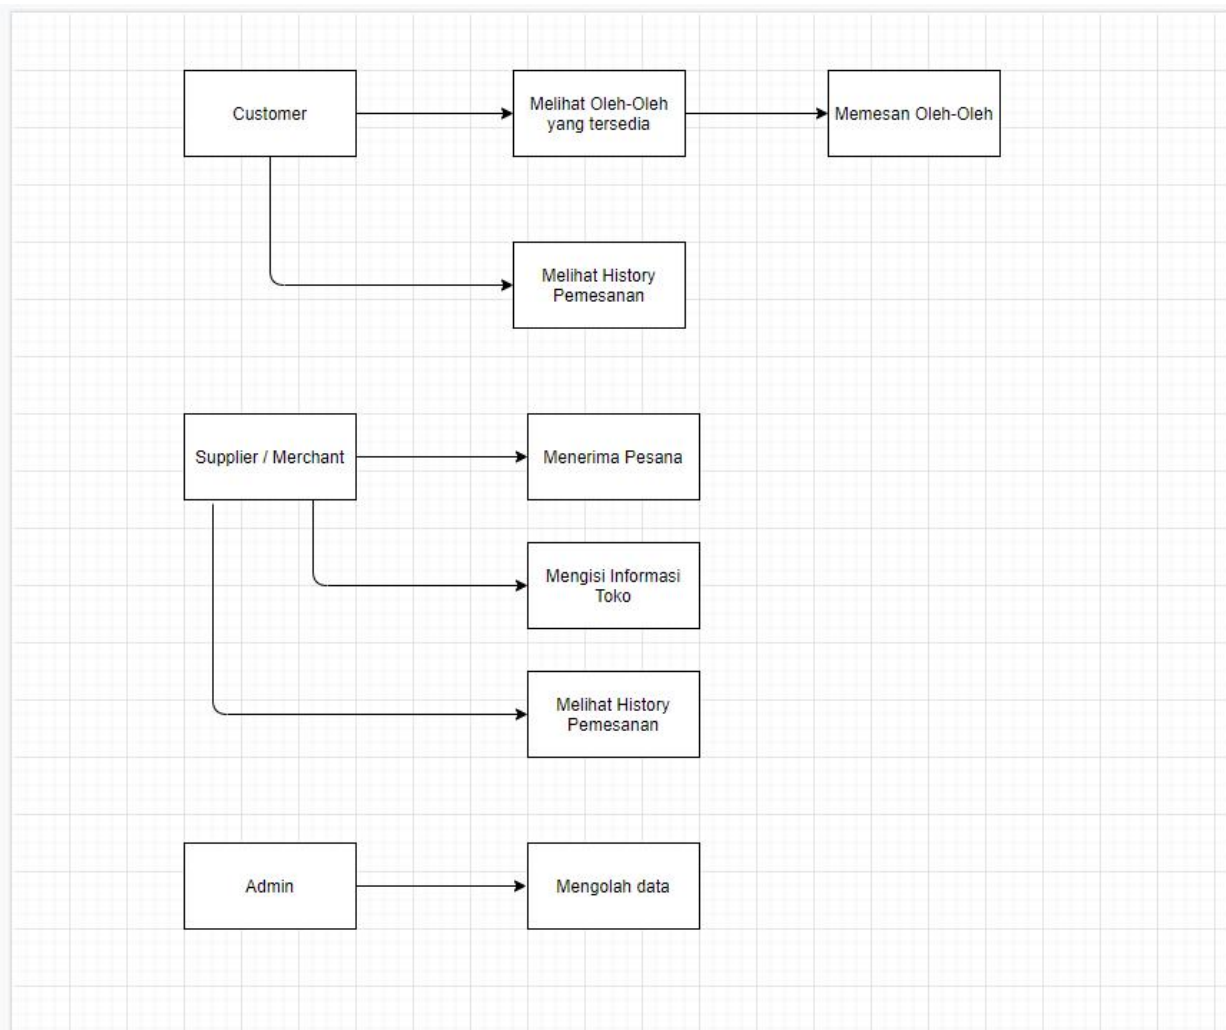 Customer
Melihat Oleh-Oleh
yang tersedia
Memesan Oleh-Oleh
Melihat History
Pemesanan
Supplier / Merchant
Menerima Pesana
Mengisi Informasi
Toko
Melihat History
Pemesanan
Admin
Mengolah data